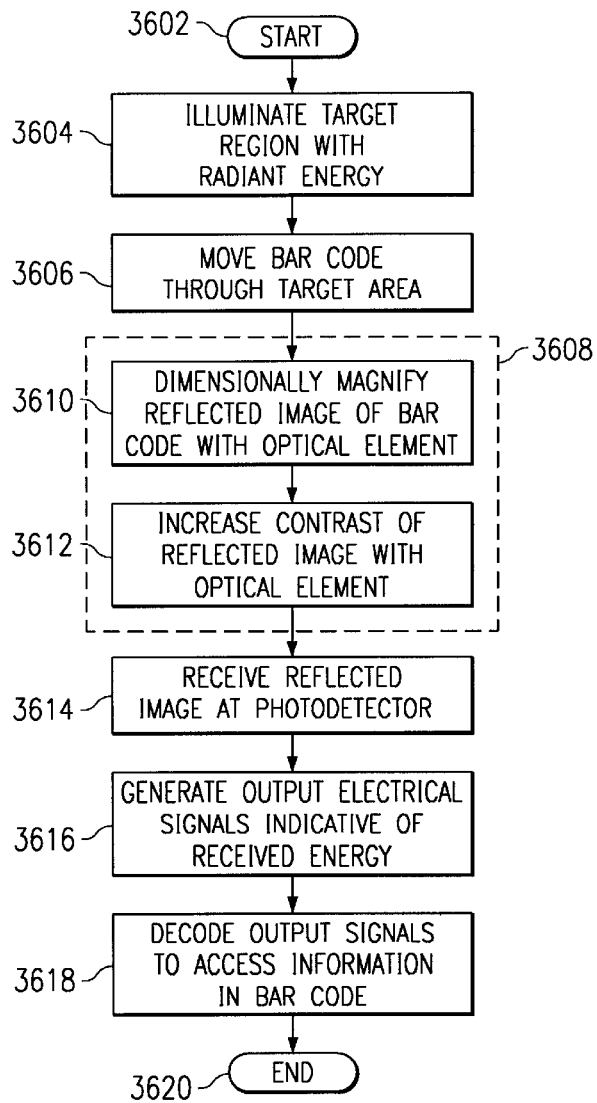 3602
START
3604
ILLUMINATE TARGET
REGION WITH
RADIANT ENERGY
3606
MOVE BAR CODE
THROUGH TARGET AREA
3608
3610
DIMENSIONALLY MAGNIFY
REFLECTED IMAGE OF BAR
CODE WITH OPTICAL ELEMENT
3612
INCREASE CONTRAST OF
REFLECTED IMAGE WITH
OPTICAL ELEMENT
3614
RECEIVE REFLECTED
IMAGE AT PHOTODETECTOR
3616
GENERATE OUTPUT ELECTRICAL
SIGNALS INDICATIVE OF
RECEIVED ENERGY
3618
DECODE OUTPUT SIGNALS
TO ACCESS INFORMATION
IN BAR CODE
3620
END